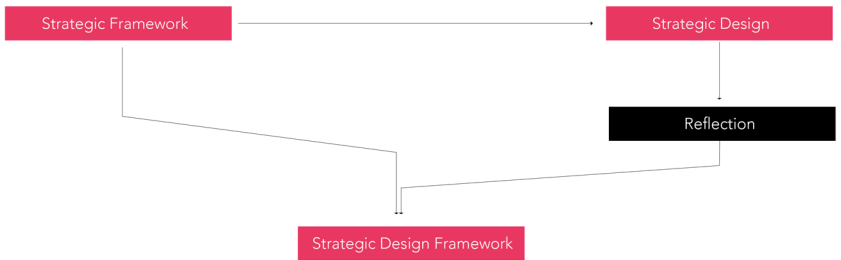 Strategic Framework
Strategic Design
Reflection
Strategic Design Framework